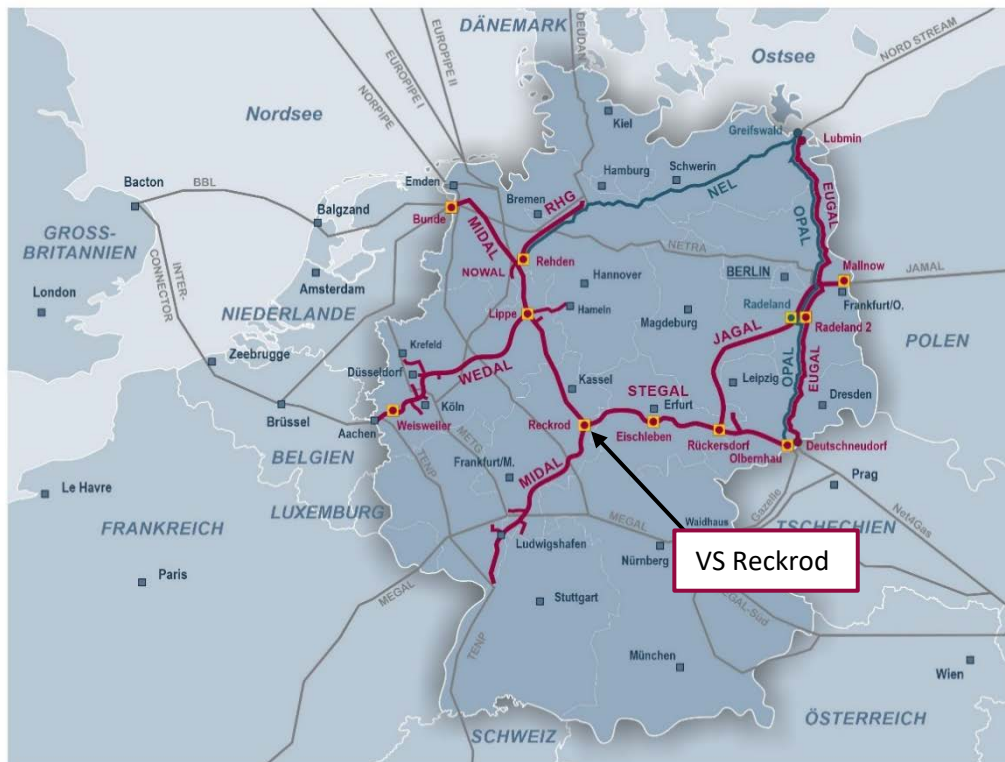 DÄNEMARK
Ostsee
NORD STREAM
DEUDAN
EUROPIPE II
EUROPIPE I
NORPIPE
Nordsee
Kiel
Greifswald
Lubmin
Hamburg
Schwerin
NEL
Emden
Bremen
RHG
Bacton
BBL
Balgzand
Bunde
MIDAL
OPAL
EUGAL
GROSS-
BRITANNIEN
INTER-
CONNECTOR
NOWAL
Rehden
NETRA
BERLIN
Mallnow
JAMAL
Amsterdam
Hannover
Frankfurt/O.
London
NIEDERLANDE
Lippe
Hameln
Magdeburg
Radeland
Radeland 2
JAGAL
POLEN
Krefeld
Zeebrugge
Düsseldorf
WEDAL
Kassel
STEGAL
Leipzig
OPAL
EUGAL
Dresden
Brüssel
Köln
Erfurt
Aachen
Weisweiler
Reckrod
Eischleben
Rückersdorf
Deutschneudorf
Olbernhau
BELGIEN
METG
TENP
Frankfurt/M.
MIDAL
Prag
Le Havre
LUXEMBURG
Gazelle
Net4Gas
FRANKREICH
MEGAL
Waidhaus
TSCHECHIEN
Ludwigshafen
Nürnberg
VS Reckrod
Paris
MEGAL
Stuttgart
MEGAL-Süd
TENP
München
Wien
ÖSTERREICH
SCHWEIZ